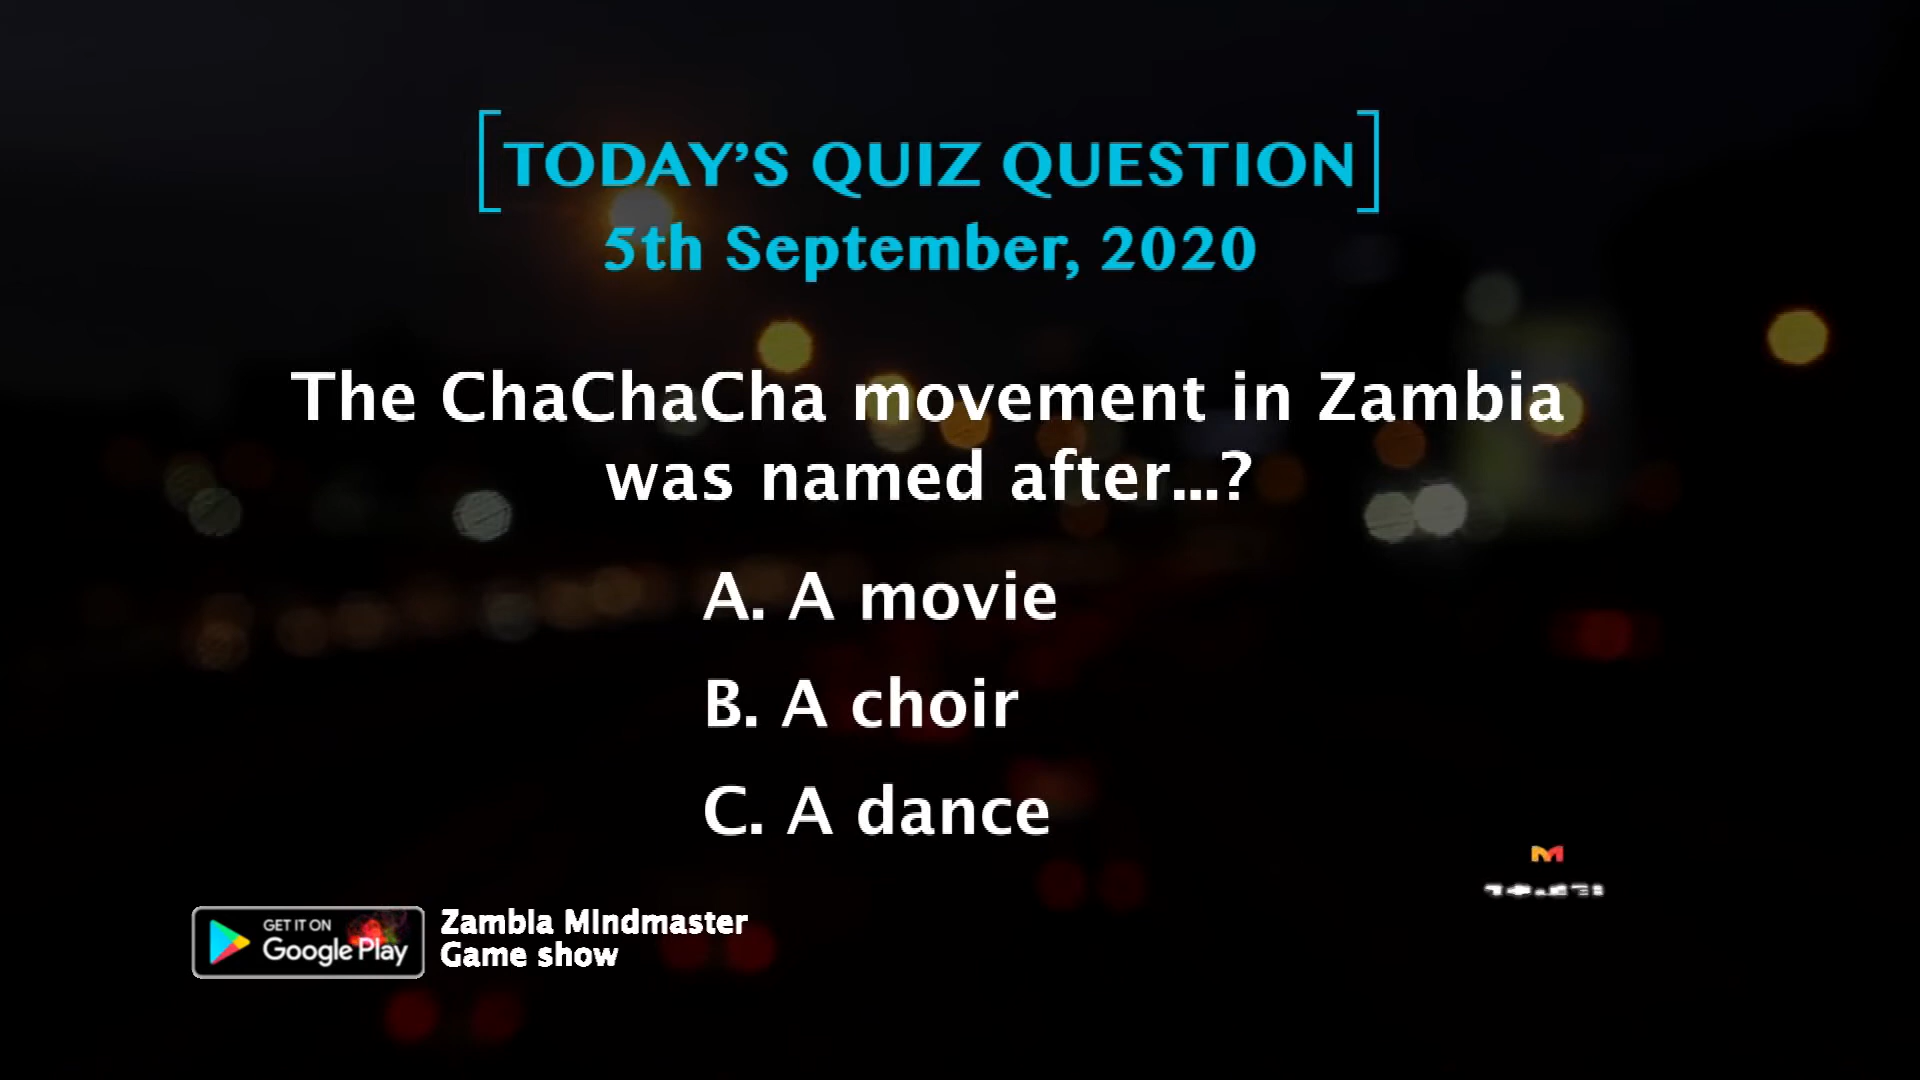 [TODAY'S QUIZ QUESTION]
5th September, 2020
The ChaChaCha movement in Zambia
was named after...?
A. A movie
B. A choir
C. A dance
GET IT ON
Google Play
Zambia Mindmaster
Game show